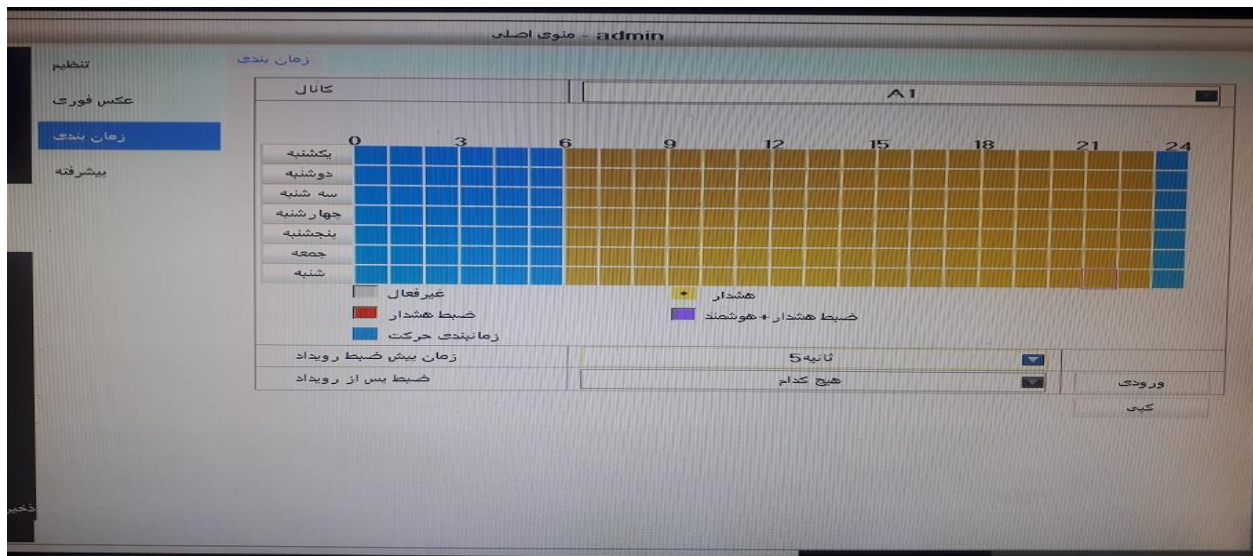 admin - منوی اصلی
تنظیم
عکس فوری
زمان بندی
پیشرفته
زمان بندی
کانال A1
0 3 6 9 12 15 18 21 24
یکشنبه
دوشنبه
سه شنبه
چهارشنبه
پنجشنبه
جمعه
شنبه
غیرفعال هشدار
ضبط هشدار ضبط هشدار+هوشمند
زمانبندی حرکت
زمان پیش ضبط رویداد ثانیه5
ضبط پس از رویداد هیچ کدام ورودی
کپی
ذخیر